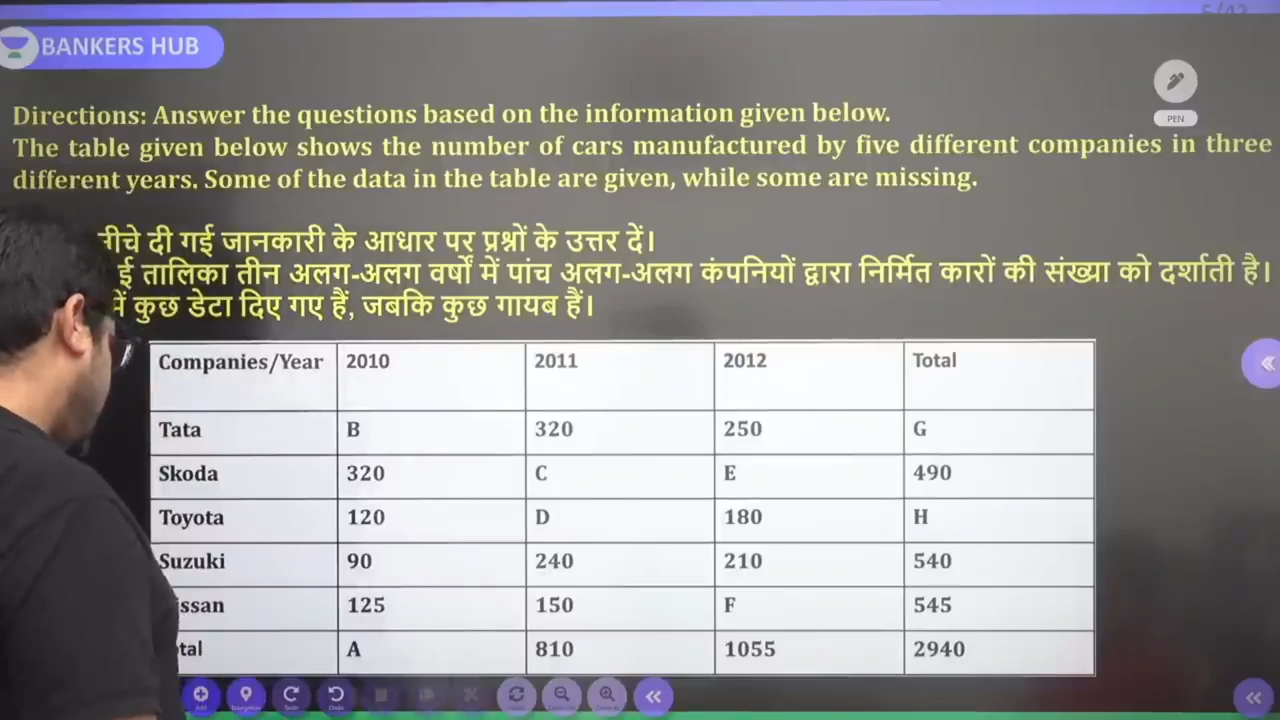 BANKERS HUB
PEN
Directions: Answer the questions based on the information given below.
The table given below shows the number of cars manufactured by five different companies in three
different years. Some of the data in the table are given, while some are missing.
नीचे दी गई जानकारी के आधार पर प्रश्नों के उत्तर दें।
ई तालिका तीन अलग-अलग वर्षों में पांच अलग-अलग कंपनियों द्वारा निर्मित कारों की संख्या को दर्शाती है।
में कुछ डेटा दिए गए हैं, जबकि कुछ गायब हैं।
Companies/Year 2010 2011 2012 Total
Tata B 320 250 G
Skoda 320 C E 490
Toyota 120 D 180 H
Suzuki 90 240 210 540
issan 125 150 F 545
tal A 810 1055 2940